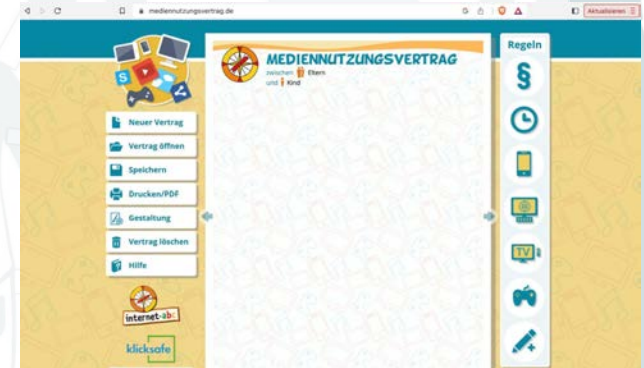 mediennutzungsvertrag.de
Aktualisieren
MEDIENNUTZUNGSVERTRAG
zwischen Eltern
und Kind
Neuer Vertrag
Vertrag öffnen
Speichern
Drucken/PDF
Gestaltung
Vertrag löschen
Hilfe
internet-abc
klicksafe
Regeln
§
TV